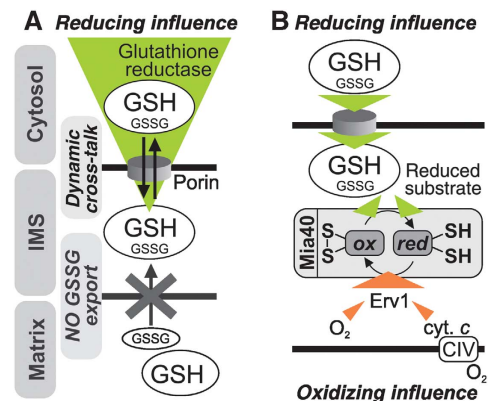 A
Reducing influence
Glutathione
reductase
GSH
GSSG
Cytosol
Dynamic
cross-talk
Porin
IMS
GSH
GSSG
NO GSSG
export
Matrix
GSSG
GSH
B
Reducing influence
GSH
GSSG
GSH
GSSG
Reduced
substrate
Mia40
S
S
ox
red
SH
SH
Erv1
O2
cyt. c
CIV
O2
Oxidizing influence